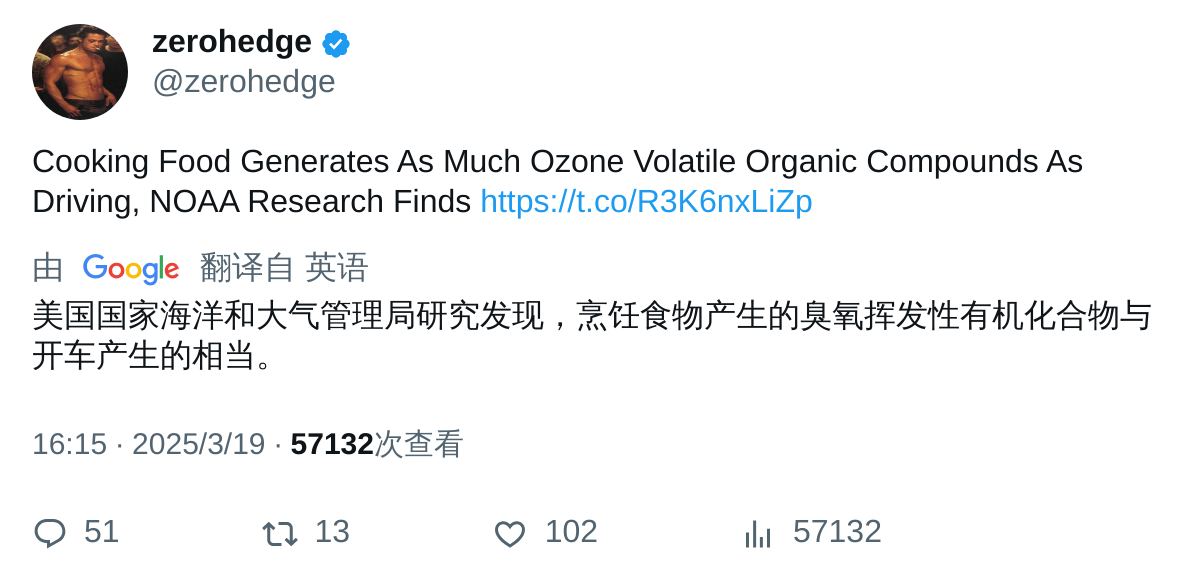 zerohedge
@zerohedge
Cooking Food Generates As Much Ozone Volatile Organic Compounds As
Driving, NOAA Research Finds https://t.co/R3K6nxLiZp
由 Google 翻译自 英语
美国国家海洋和大气管理局研究发现，烹饪食物产生的臭氧挥发性有机化合物与
开车产生的相当。
16:15 · 2025/3/19 · 57132次查看
51 13 102 57132